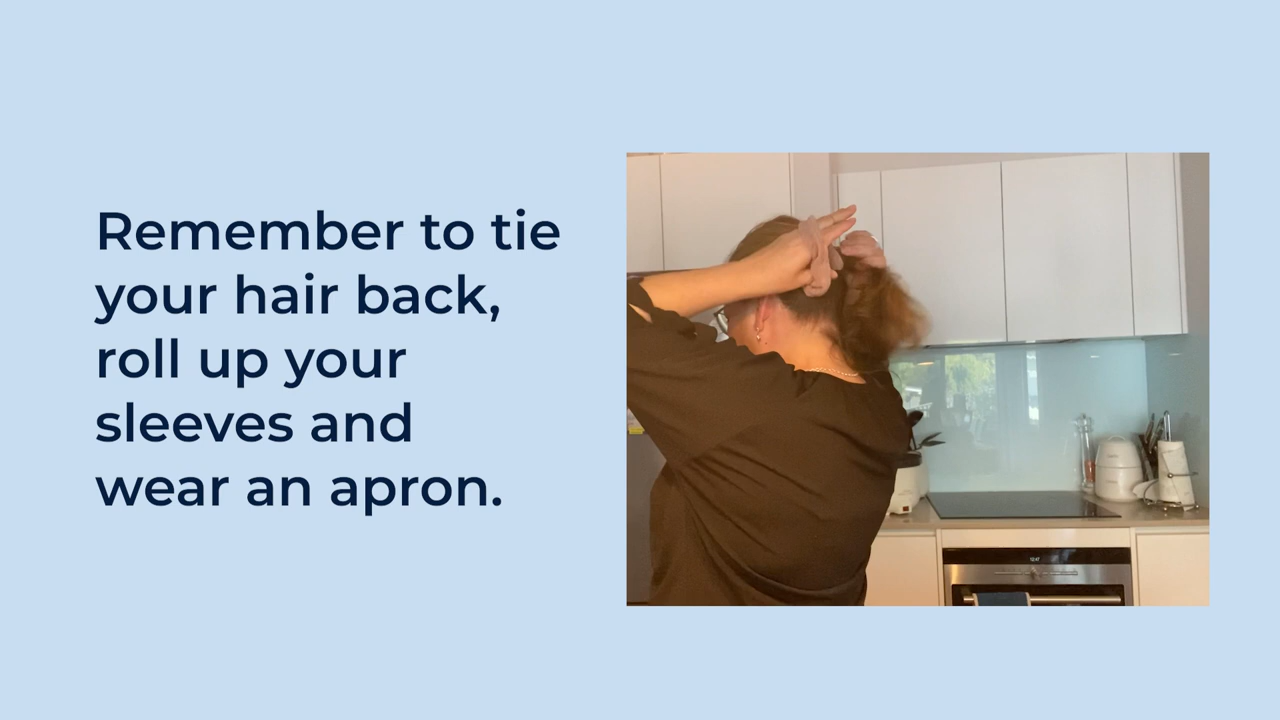 Remember to tie
your hair back,
roll up your
sleeves and
wear an apron.